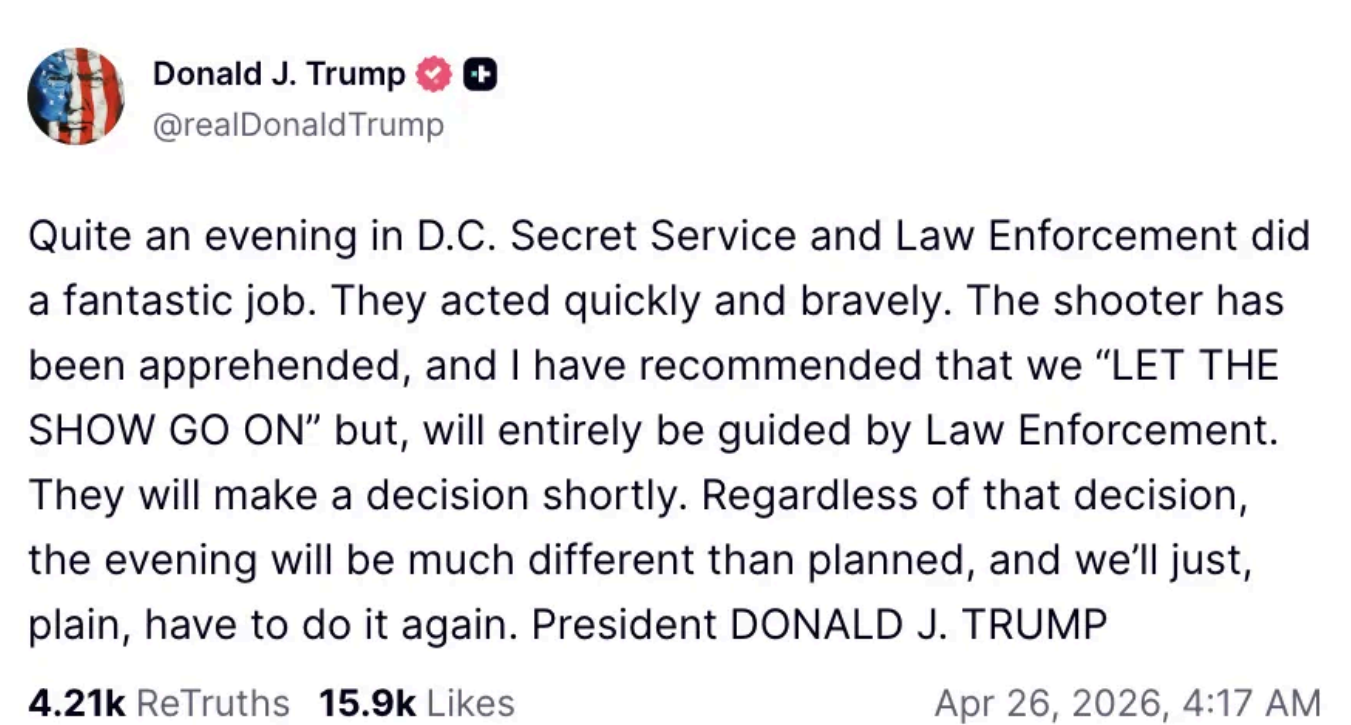 Donald J. Trump
@realDonaldTrump
Quite an evening in D.C. Secret Service and Law Enforcement did
a fantastic job. They acted quickly and bravely. The shooter has
been apprehended, and I have recommended that we “LET THE
SHOW GO ON” but, will entirely be guided by Law Enforcement.
They will make a decision shortly. Regardless of that decision,
the evening will be much different than planned, and we’ll just,
plain, have to do it again. President DONALD J. TRUMP
4.21k ReTruths 15.9k Likes Apr 26, 2026, 4:17 AM